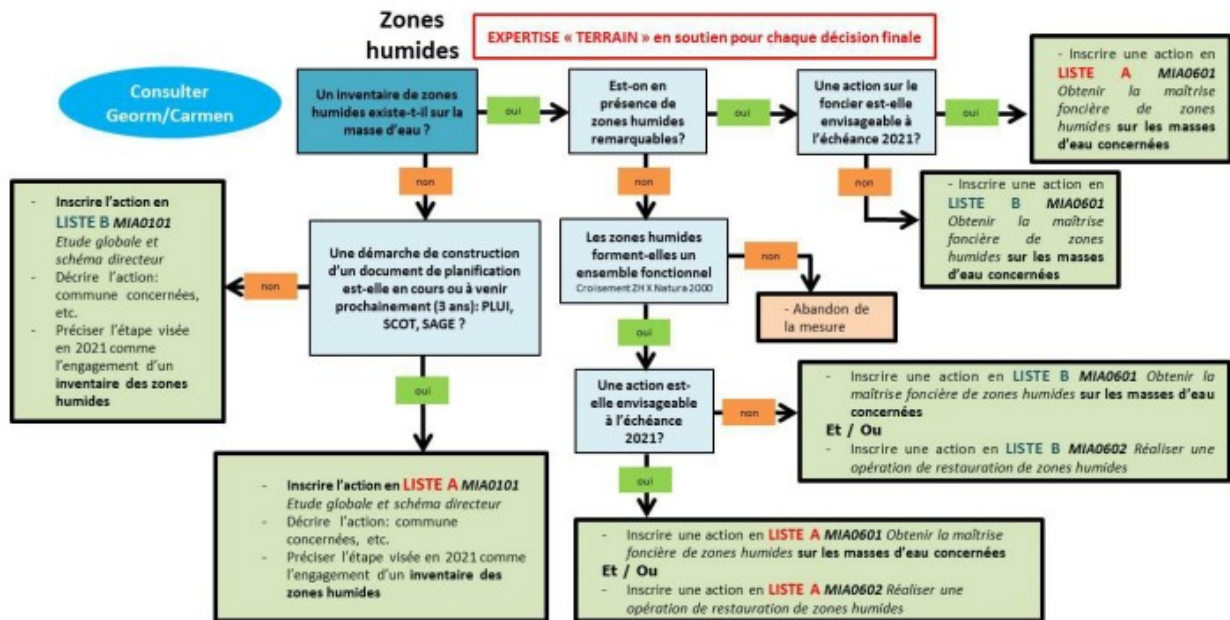 Zones
humides
EXPERTISE « TERRAIN » en soutien pour chaque décision finale
Consulter
Georm/Carmen
Un inventaire de zones
humides existe-t-il sur la
masse d'eau ?
oui
Est-on en
présence de
zones humides
remarquables?
oui
Une action sur le
foncier est-elle
envisageable à
l'échéance 2021?
oui
- Inscrire une action en
LISTE A MIA0601
Obtenir la maîtrise
foncière de zones
humides sur les masses
d'eau concernées
non
non
non
- Inscrire une action en
LISTE B MIA0601
Obtenir la maîtrise
foncière de zones
humides sur les masses
d'eau concernées
- Inscrire l'action en
LISTE B MIA0101
Etude globale et
schéma directeur
- Décrire l'action:
commune concernées,
etc.
- Préciser l'étape visée
en 2021 comme
l'engagement d'un
inventaire des zones
humides
non
Une démarche de construction
d'un document de planification
est-elle en cours ou à venir
prochainement (3 ans): PLUI,
SCOT, SAGE ?
Les zones humides
forment-elles un
ensemble fonctionnel
Croisement ZH X Natura 2000
non
- Abandon de
la mesure
oui
oui
Une action est-
elle envisageable
à l'échéance
2021?
non
- Inscrire une action en LISTE B MIA0601 Obtenir la
maîtrise foncière de zones humides sur les masses d'eau
concernées
Et / Ou
- Inscrire une action en LISTE B MIA0602 Réaliser une
opération de restauration de zones humides
oui
- Inscrire l'action en LISTE A MIA0101
Etude globale et schéma directeur
- Décrire l'action: commune
concernées, etc.
- Préciser l'étape visée en 2021 comme
l'engagement d'un inventaire des
zones humides
- Inscrire une action en LISTE A MIA0601 Obtenir la maîtrise
foncière de zones humides sur les masses d'eau concernées
Et / Ou
- Inscrire une action en LISTE A MIA0602 Réaliser une
opération de restauration de zones humides